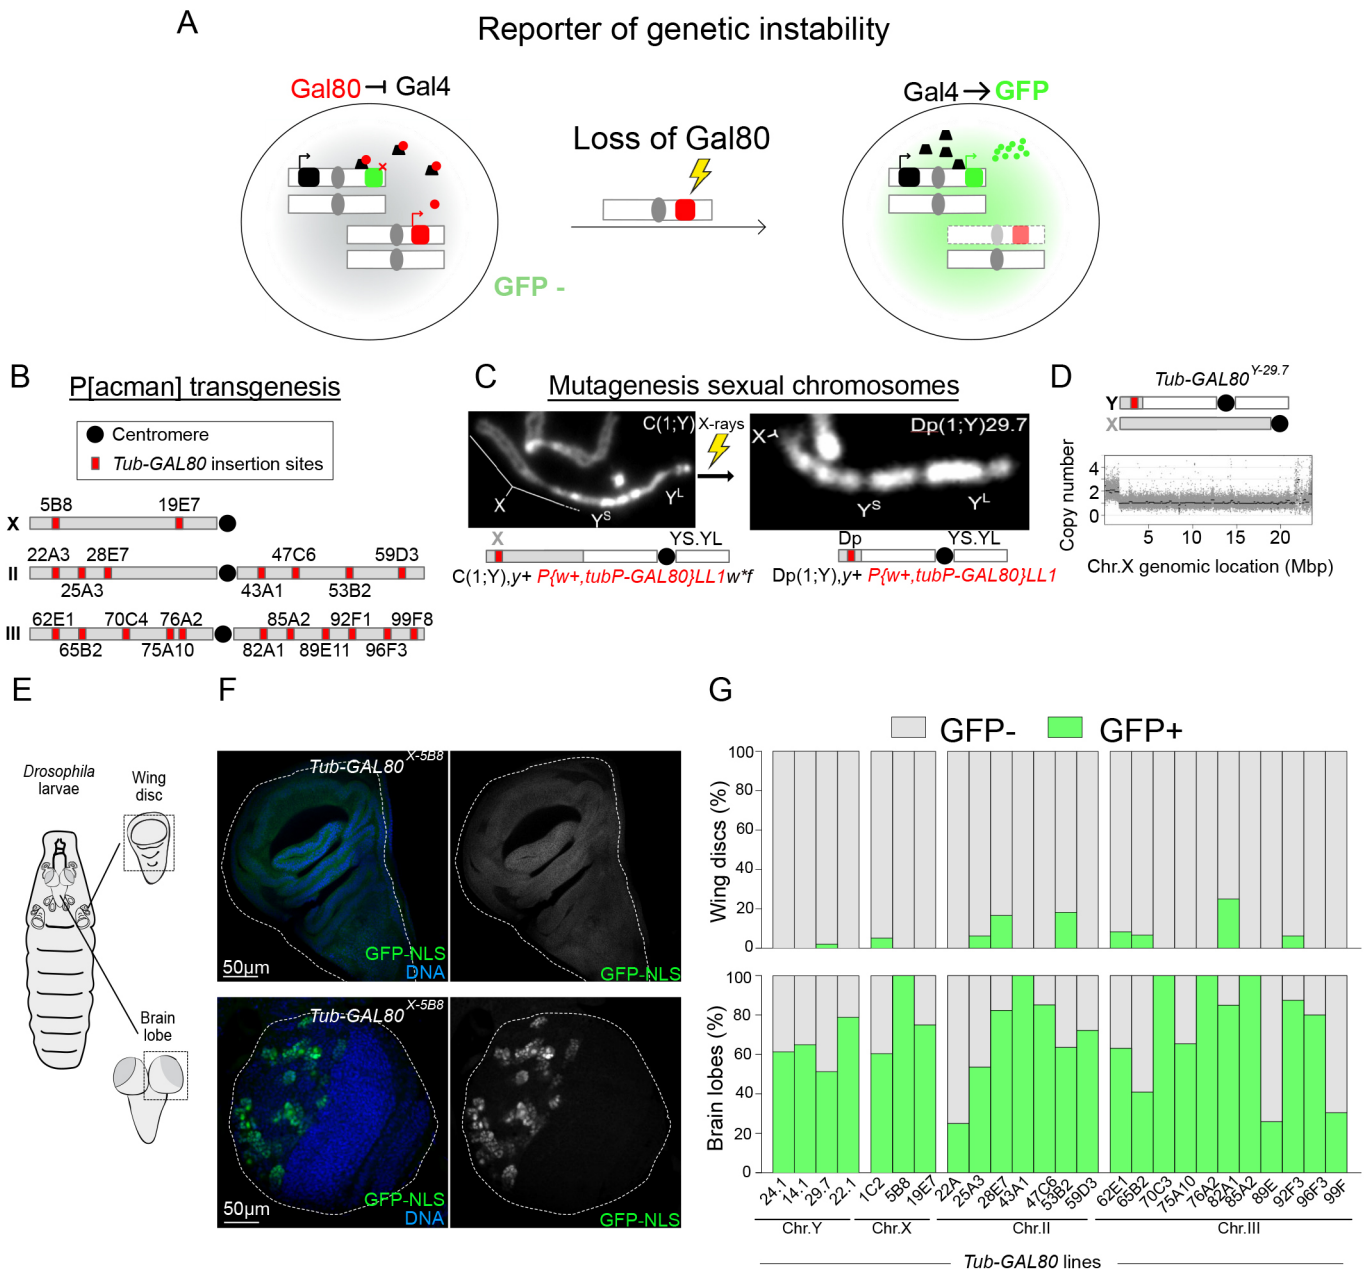 A
Reporter of genetic instability
Gal80 ⊣ Gal4
GFP -
Loss of Gal80
Gal4 → GFP
B
P[acman] transgenesis
Centromere
Tub-GAL80 insertion sites
5B8 19E7
X
22A3 28E7 47C6 59D3
II
25A3 43A1 53B2
62E1 70C4 76A2 85A2 92F1 99F8
III
65B2 75A10 82A1 89E11 96F3
C
Mutagenesis sexual chromosomes
C(1;Y)
X
Y^S
Y^L
X-rays
Dp(1;Y)29.7
X
Y^S
Y^L
X YS.YL
C(1;Y),y+ P{w+,tubP-GAL80}LL1w*f
Dp YS.YL
Dp(1;Y),y+ P{w+,tubP-GAL80}LL1
D
Tub-GAL80^Y-29.7
Y
X
Copy number
4
2
0
5 10 15 20
Chr.X genomic location (Mbp)
E
Drosophila
larvae
Wing
disc
Brain
lobe
F
Tub-GAL80^X-5B8
GFP-NLS
DNA
50µm
GFP-NLS
Tub-GAL80^X-5B8
GFP-NLS
DNA
50µm
GFP-NLS
G
GFP- GFP+
Wing discs (%)
100
80
60
40
20
0
Brain lobes (%)
100
80
60
40
20
0
24.1 14.1 29.7 22.1 1C2 5B8 19E7 22A 25A3 28E7 43A1 47C6 53B2 59D3 62E1 65B2 70C3 75A10 76A2 82A1 85A2 89E 92F3 96F3 99F
Chr.Y Chr.X Chr.II Chr.III
Tub-GAL80 lines